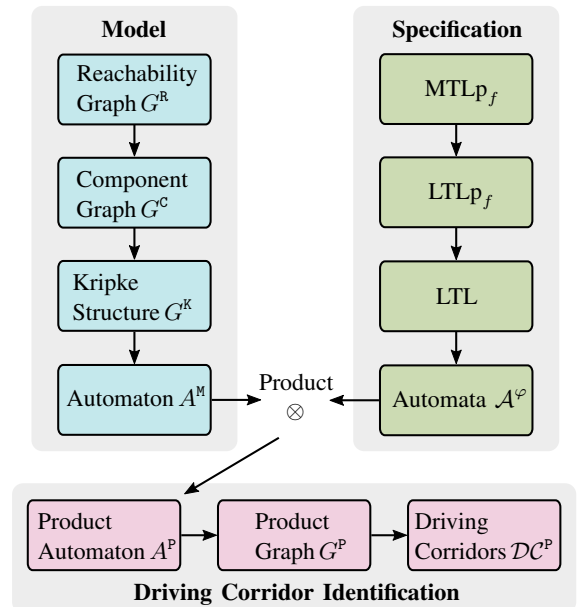 Model
Reachability
Graph G^R
Component
Graph G^C
Kripke
Structure G^K
Automaton A^M
Specification
MTLp_f
LTLp_f
LTL
Automata 𝒜^φ
Product
⊗
Product
Automaton A^P
Product
Graph G^P
Driving
Corridors 𝒟𝒞^P
Driving Corridor Identification